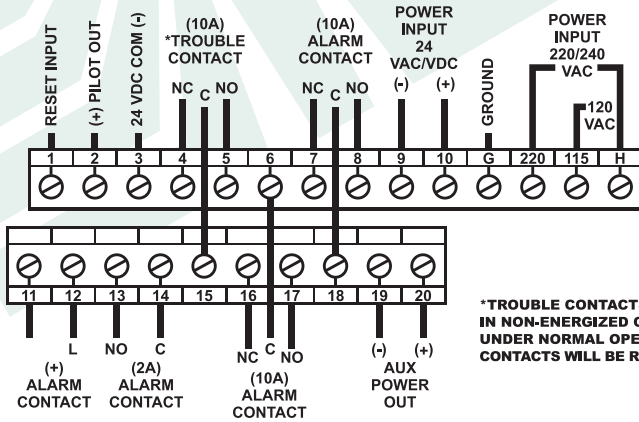 RESET INPUT
(+) PILOT OUT
24 VDC COM (-)
(10A)
*TROUBLE
CONTACT
NC C NO
(10A)
ALARM
CONTACT
NC C NO
POWER
INPUT
24
VAC/VDC
(-) (+)
GROUND
POWER
INPUT
220/240
VAC
120
VAC
1 2 3 4 5 6 7 8 9 10 G 220 115 H
11 12 13 14 15 16 17 18 19 20
L
(+)
ALARM
CONTACT
NO C
(2A)
ALARM
CONTACT
NC C NO
(10A)
ALARM
CONTACT
(-) (+)
AUX
POWER
OUT
*TROUBLE CONTACTS
IN NON-ENERGIZED
UNDER NORMAL
CONTACTS WILL BE